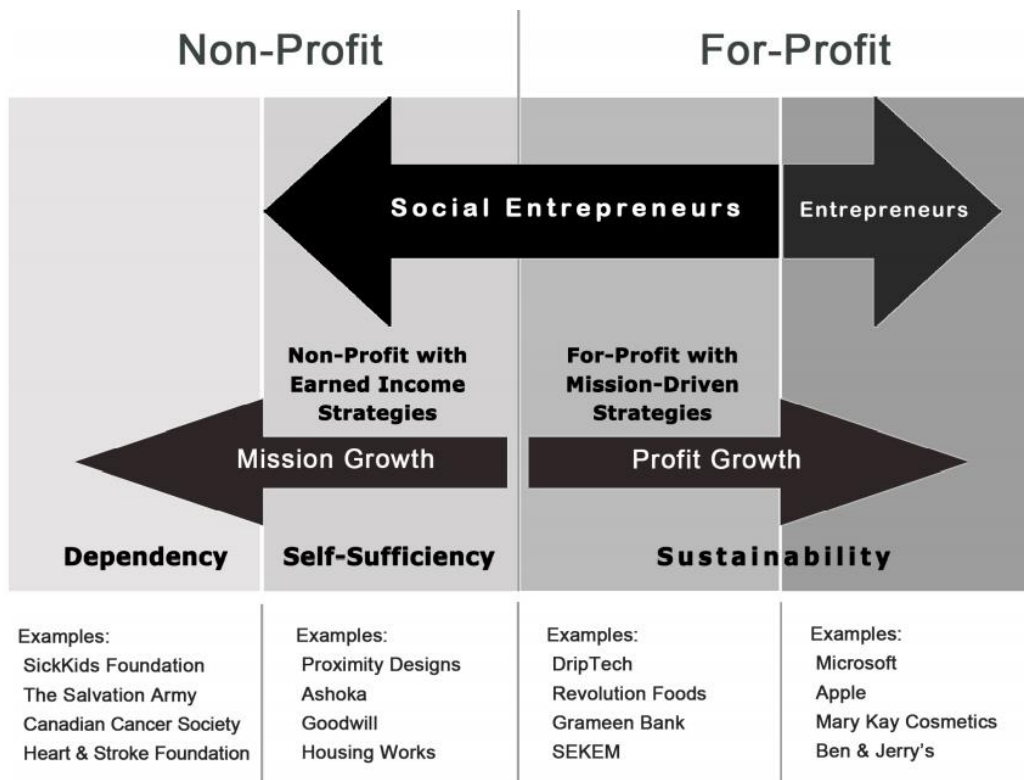 Non-Profit
For-Profit
Social Entrepreneurs
Entrepreneurs
Non-Profit with
Earned Income
Strategies
For-Profit with
Mission-Driven
Strategies
Mission Growth
Profit Growth
Dependency
Self-Sufficiency
Sustainability
Examples:
SickKids Foundation
The Salvation Army
Canadian Cancer Society
Heart & Stroke Foundation
Examples:
Proximity Designs
Ashoka
Goodwill
Housing Works
Examples:
DripTech
Revolution Foods
Grameen Bank
SEKEM
Examples:
Microsoft
Apple
Mary Kay Cosmetics
Ben & Jerry's